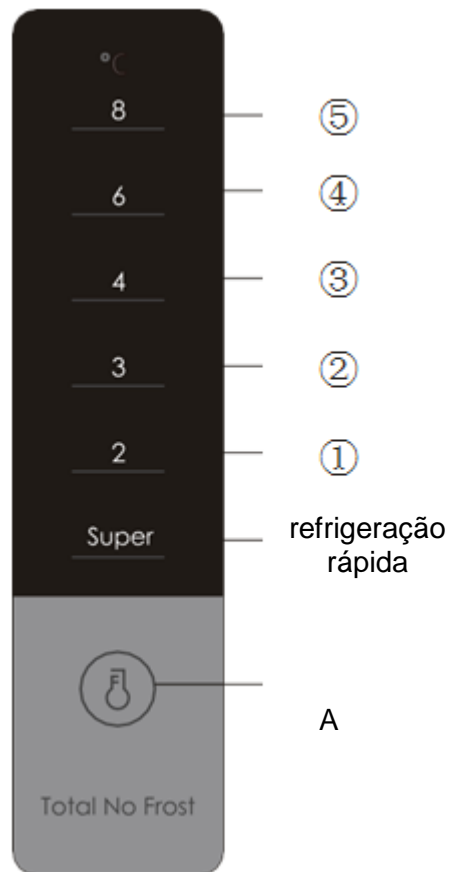 °C
8
⑤
6
④
4
③
3
②
2
①
Super
refrigeração
rápida
F
A
Total No Frost